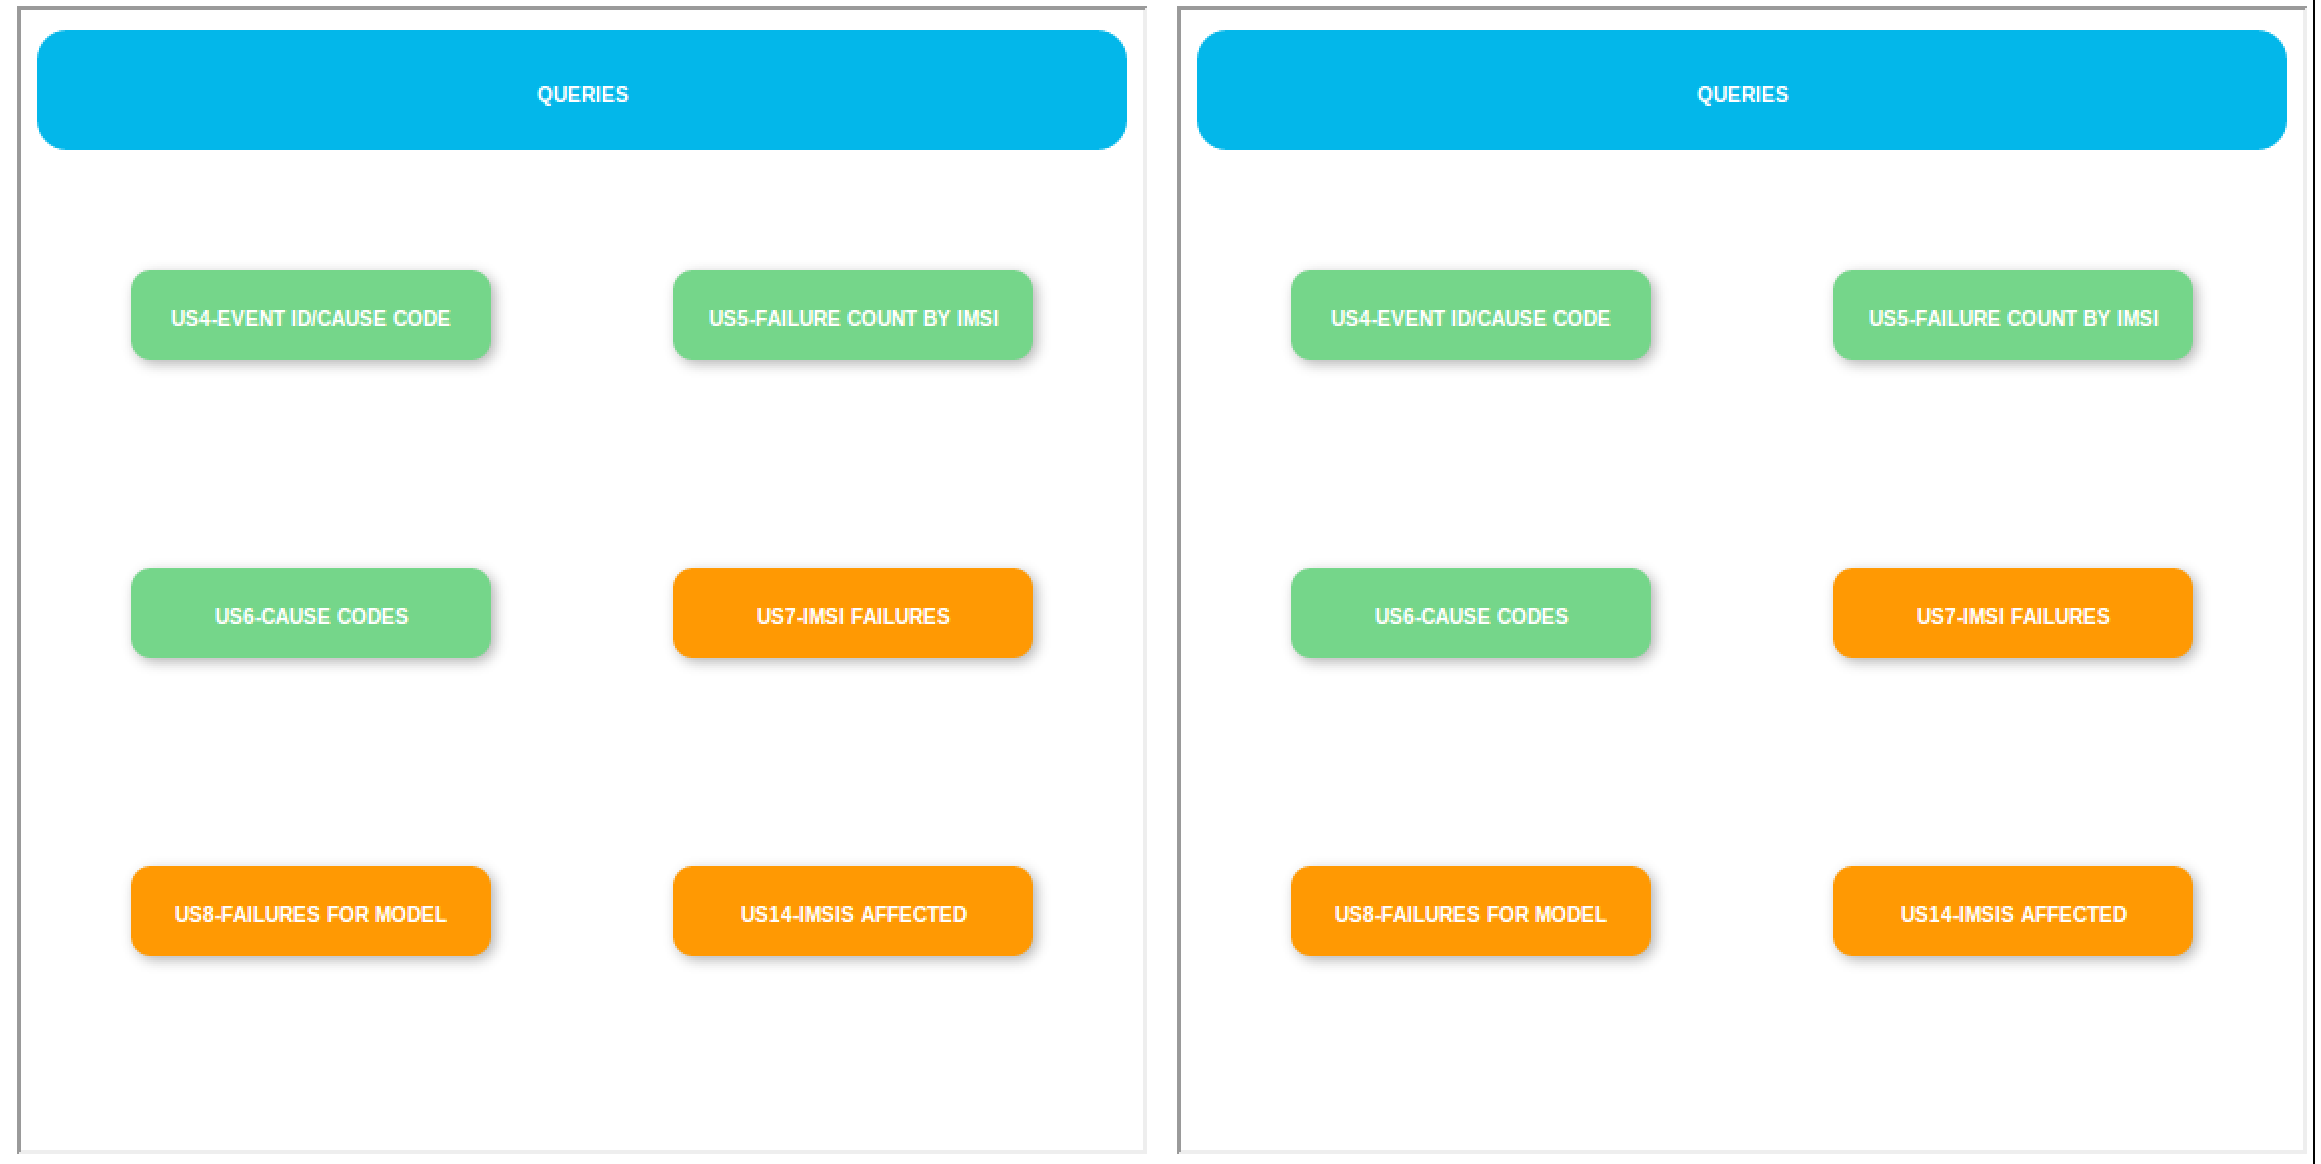 QUERIES
US4-EVENT ID/CAUSE CODE
US5-FAILURE COUNT BY IMSI
US6-CAUSE CODES
US7-IMSI FAILURES
US8-FAILURES FOR MODEL
US14-IMSIS AFFECTED
QUERIES
US4-EVENT ID/CAUSE CODE
US5-FAILURE COUNT BY IMSI
US6-CAUSE CODES
US7-IMSI FAILURES
US8-FAILURES FOR MODEL
US14-IMSIS AFFECTED